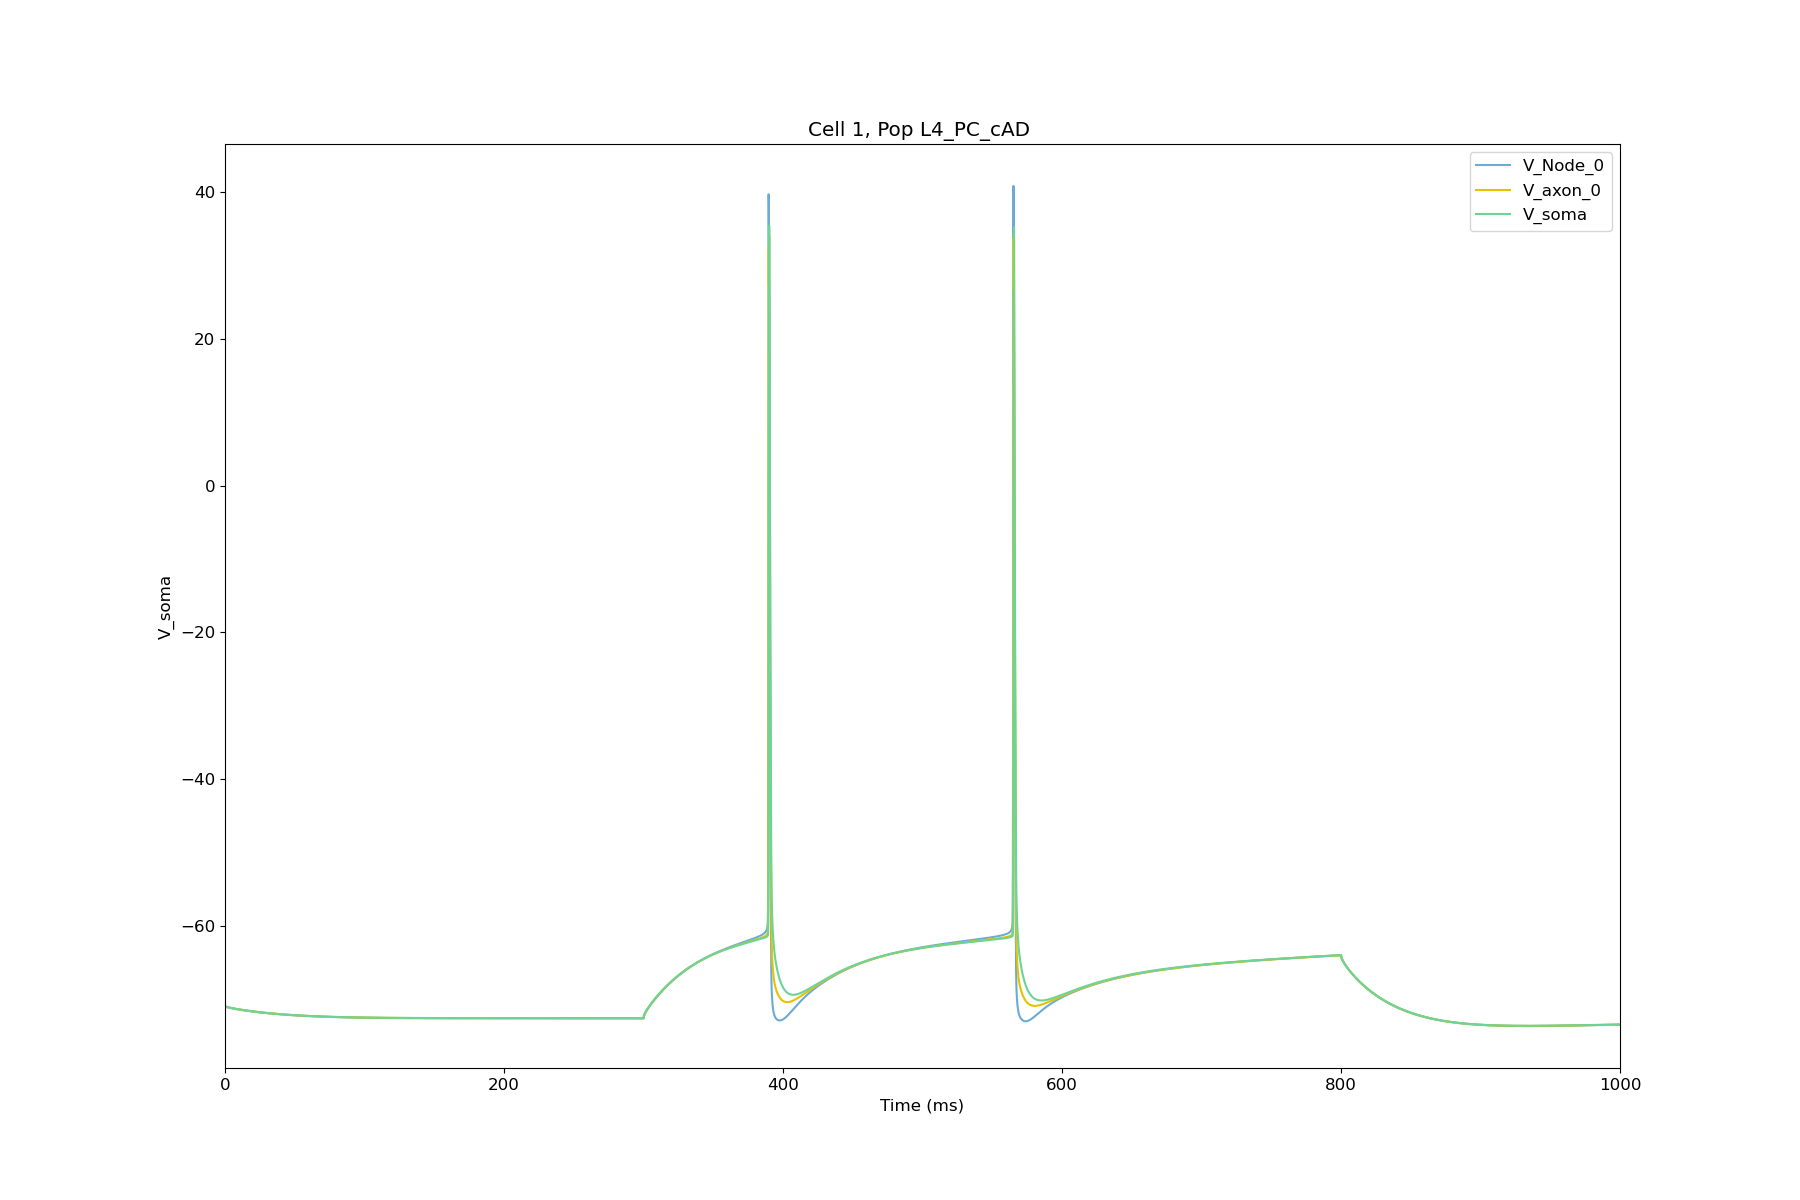 Cell 1, Pop L4_PC_cAD
V_Node_0
V_axon_0
V_soma
40
20
0
−20
−40
−60
V_soma
0 200 400 600 800 1000
Time (ms)